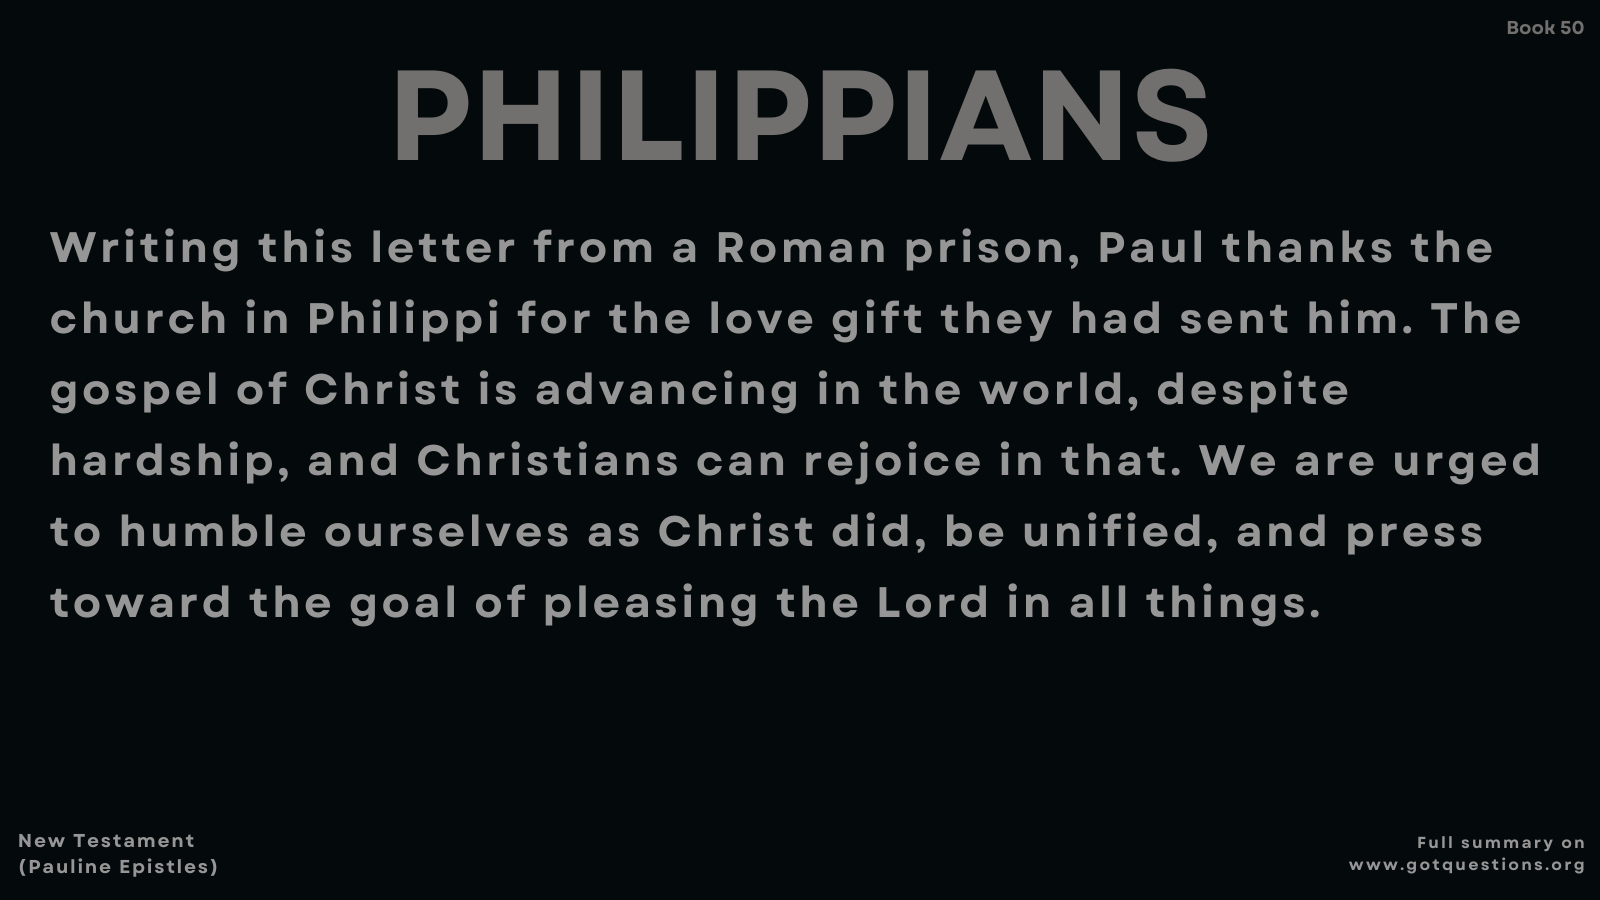 Book 50
PHILIPPIANS
Writing this letter from a Roman prison, Paul thanks the
church in Philippi for the love gift they had sent him. The
gospel of Christ is advancing in the world, despite
hardship, and Christians can rejoice in that. We are urged
to humble ourselves as Christ did, be unified, and press
toward the goal of pleasing the Lord in all things.
New Testament
(Pauline Epistles)
Full summary on
www.gotquestions.org